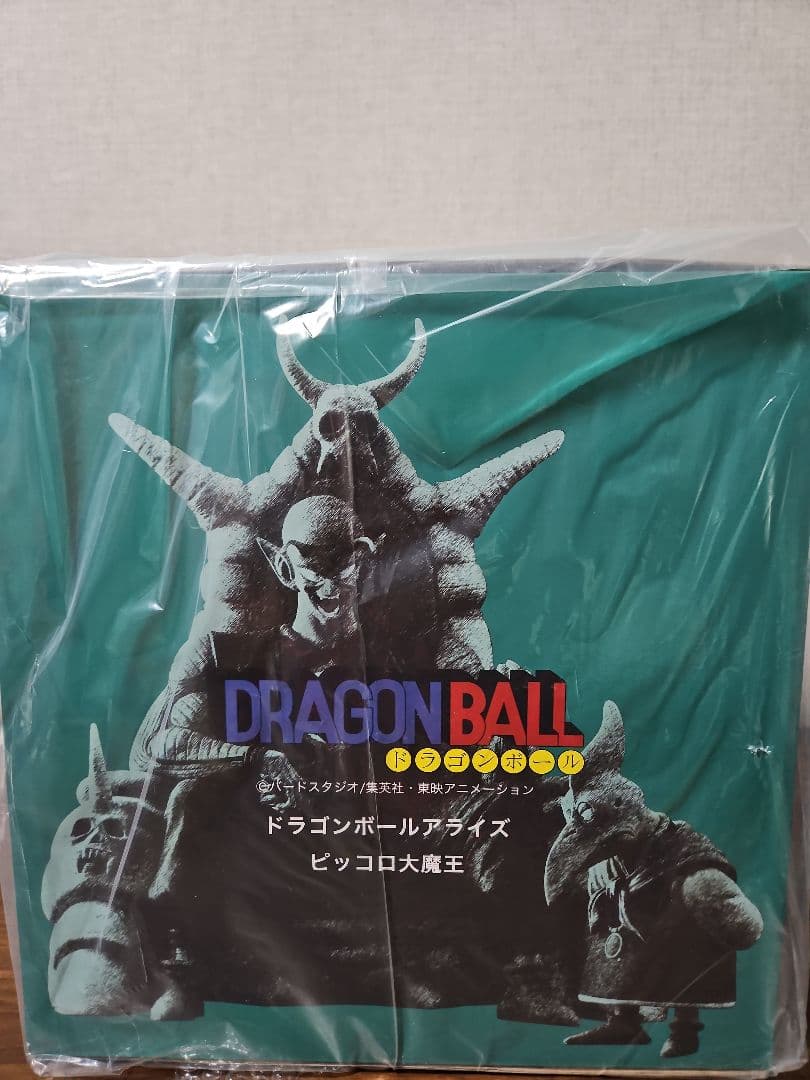 DRAGON BALL
ドラゴンボール
©バードスタジオ/集英社・東映アニメーション
ドラゴンボールアライズ
ピッコロ大魔王